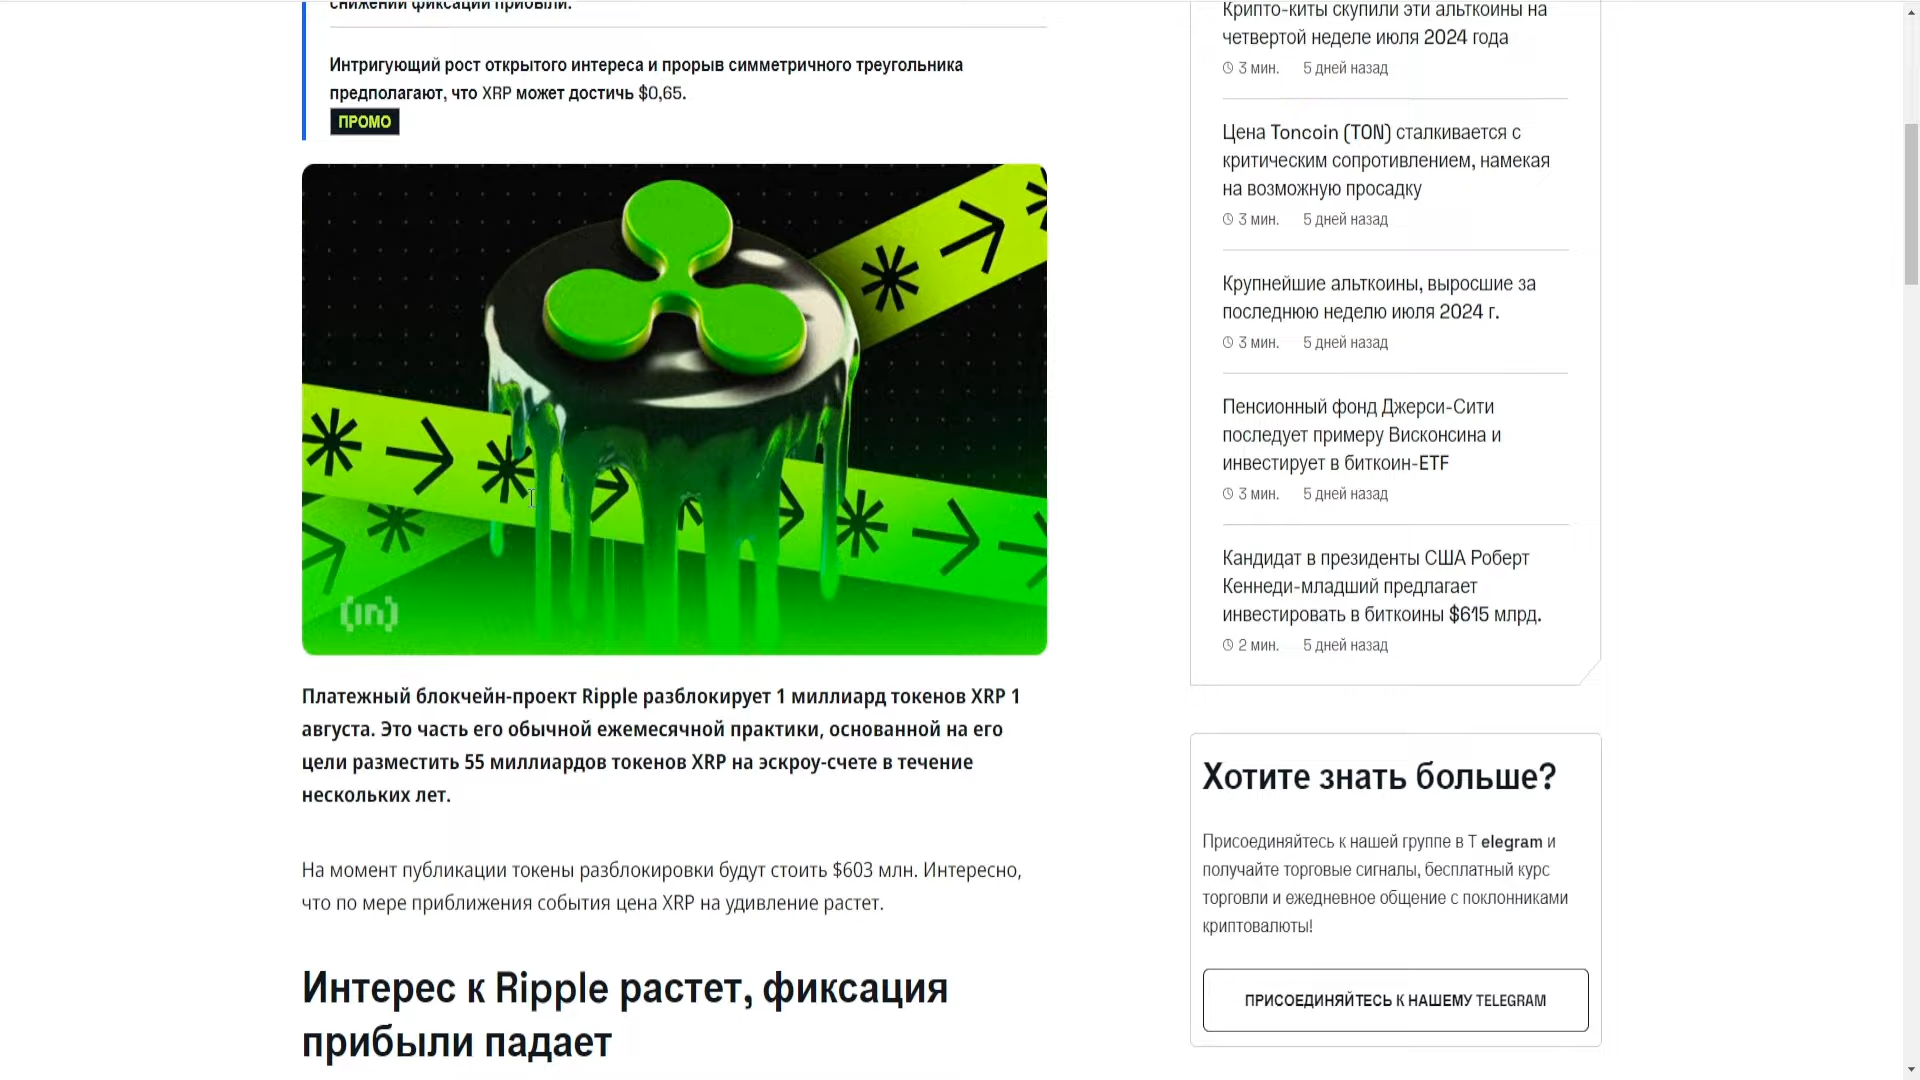 снижении фиксации прибыли.
Интригующий рост открытого интереса и прорыв симметричного треугольника
предполагают, что XRP может достичь $0,65.
ПРОМО
(in)
Платежный блокчейн-проект Ripple разблокирует 1 миллиард токенов XRP 1
августа. Это часть его обычной ежемесячной практики, основанной на его
цели разместить 55 миллиардов токенов XRP на эскроу-счете в течение
нескольких лет.
На момент публикации токены разблокировки будут стоить $603 млн. Интересно,
что по мере приближения события цена XRP на удивление растет.
Интерес к Ripple растет, фиксация
прибыли падает
Крипто-киты скупили эти альткоины на
четвертой неделе июля 2024 года
3 мин. 5 дней назад
Цена Toncoin (TON) сталкивается с
критическим сопротивлением, намекая
на возможную просадку
3 мин. 5 дней назад
Крупнейшие альткоины, выросшие за
последнюю неделю июля 2024 г.
3 мин. 5 дней назад
Пенсионный фонд Джерси-Сити
последует примеру Висконсина и
инвестирует в биткоин-ETF
3 мин. 5 дней назад
Кандидат в президенты США Роберт
Кеннеди-младший предлагает
инвестировать в биткоины $615 млрд.
2 мин. 5 дней назад
Хотите знать больше?
Присоединяйтесь к нашей группе в T elegram и
получайте торговые сигналы, бесплатный курс
торговли и ежедневное общение с поклонниками
криптовалюты!
ПРИСОЕДИНЯЙТЕСЬ К НАШЕМУ TELEGRAM